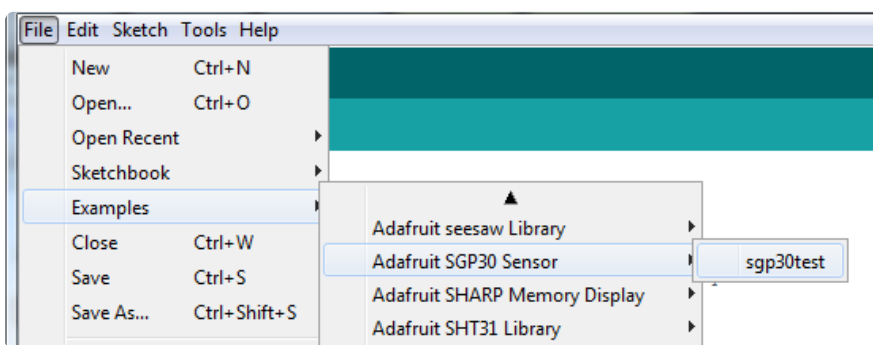 File Edit Sketch Tools Help
New Ctrl+N
Open... Ctrl+O
Open Recent
Sketchbook
Examples
Close Ctrl+W
Save Ctrl+S
Save As... Ctrl+Shift+S
Adafruit seesaw Library
Adafruit SGP30 Sensor
Adafruit SHARP Memory Display
Adafruit SHT31 Library
sgp30test